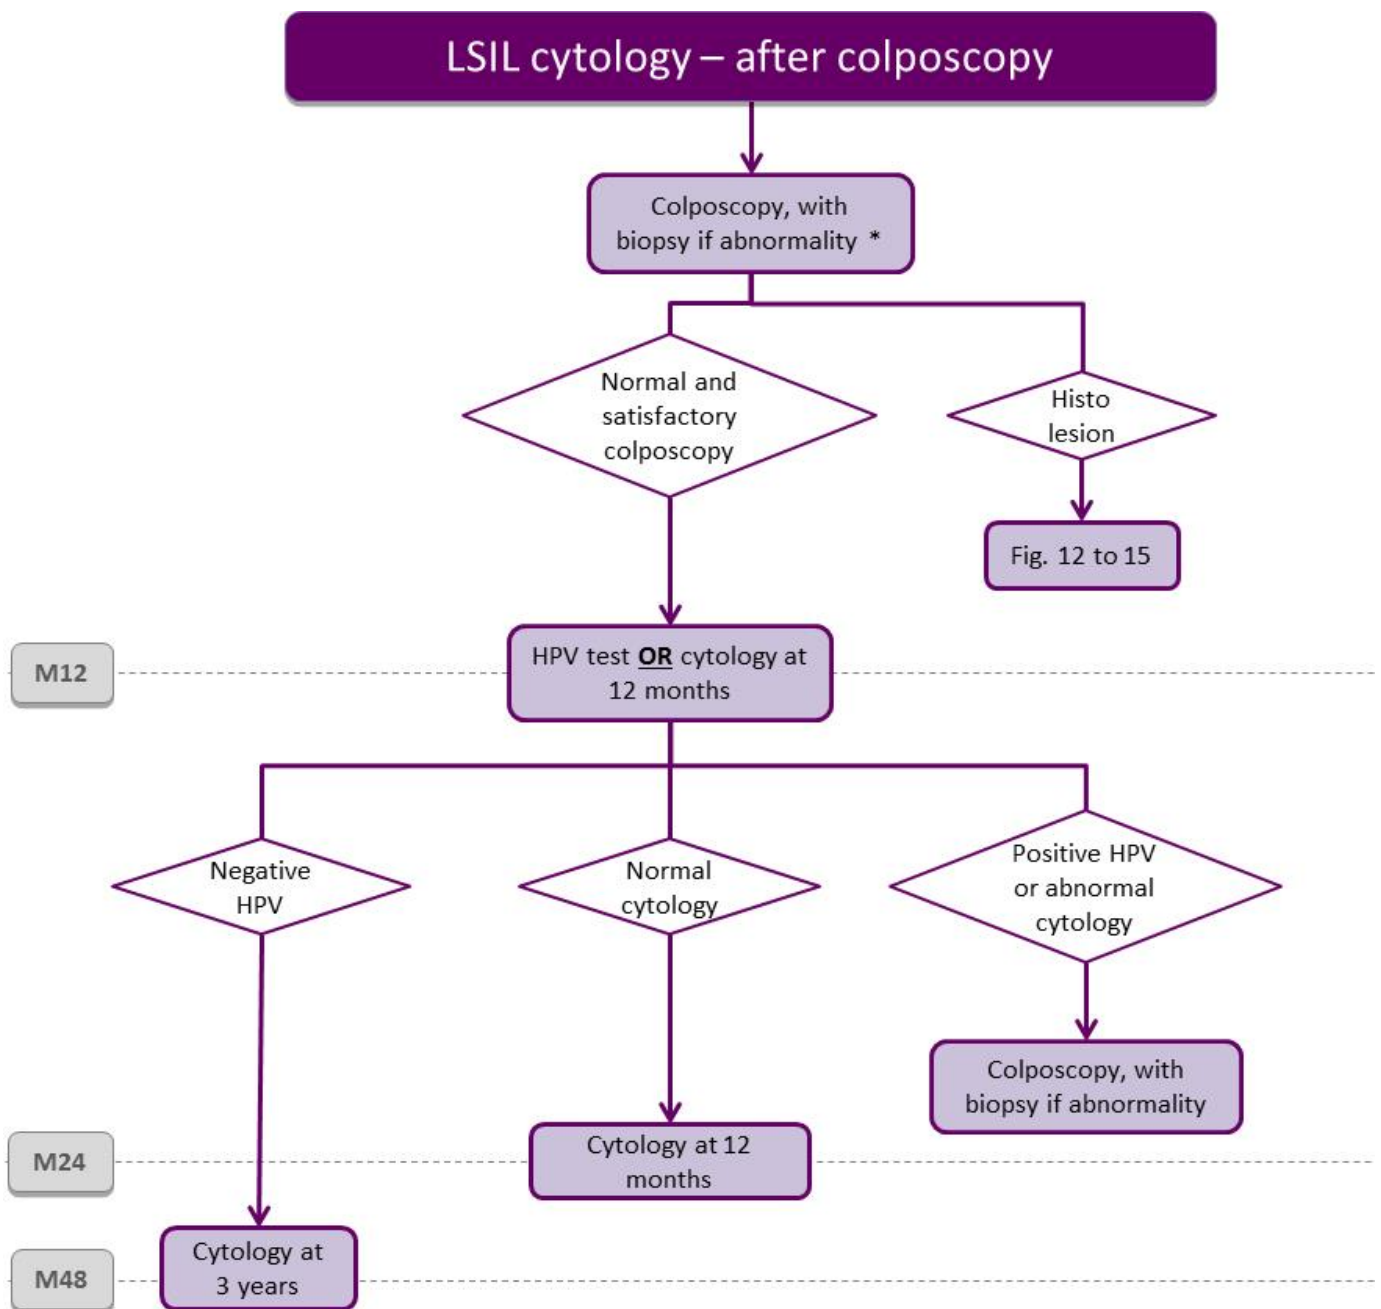 LSIL cytology – after colposcopy
Colposcopy, with
biopsy if abnormality *
Normal and
satisfactory
colposcopy
Histo
lesion
Fig. 12 to 15
M12
HPV test OR cytology at
12 months
Negative
HPV
Normal
cytology
Positive HPV
or abnormal
cytology
Colposcopy, with
biopsy if abnormality
M24
Cytology at 12
months
M48
Cytology at
3 years